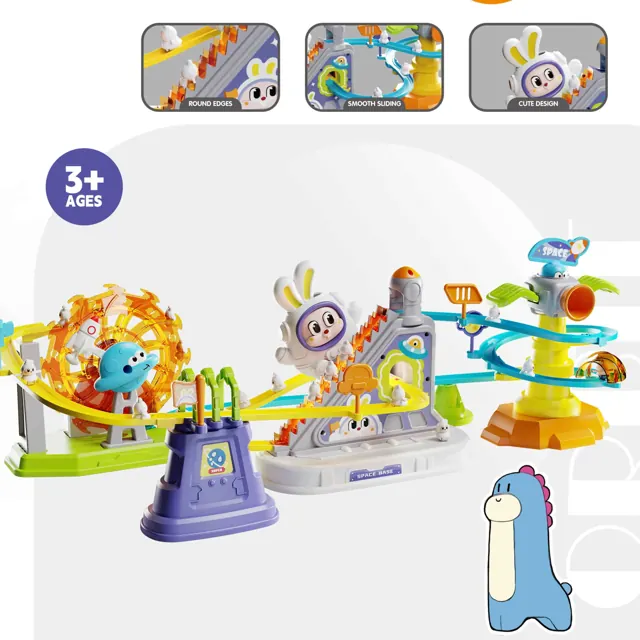 ROUND EDGES
SMOOTH SLIDING
CUTE DESIGN
3+
AGES
SPACE
SPACE BASE